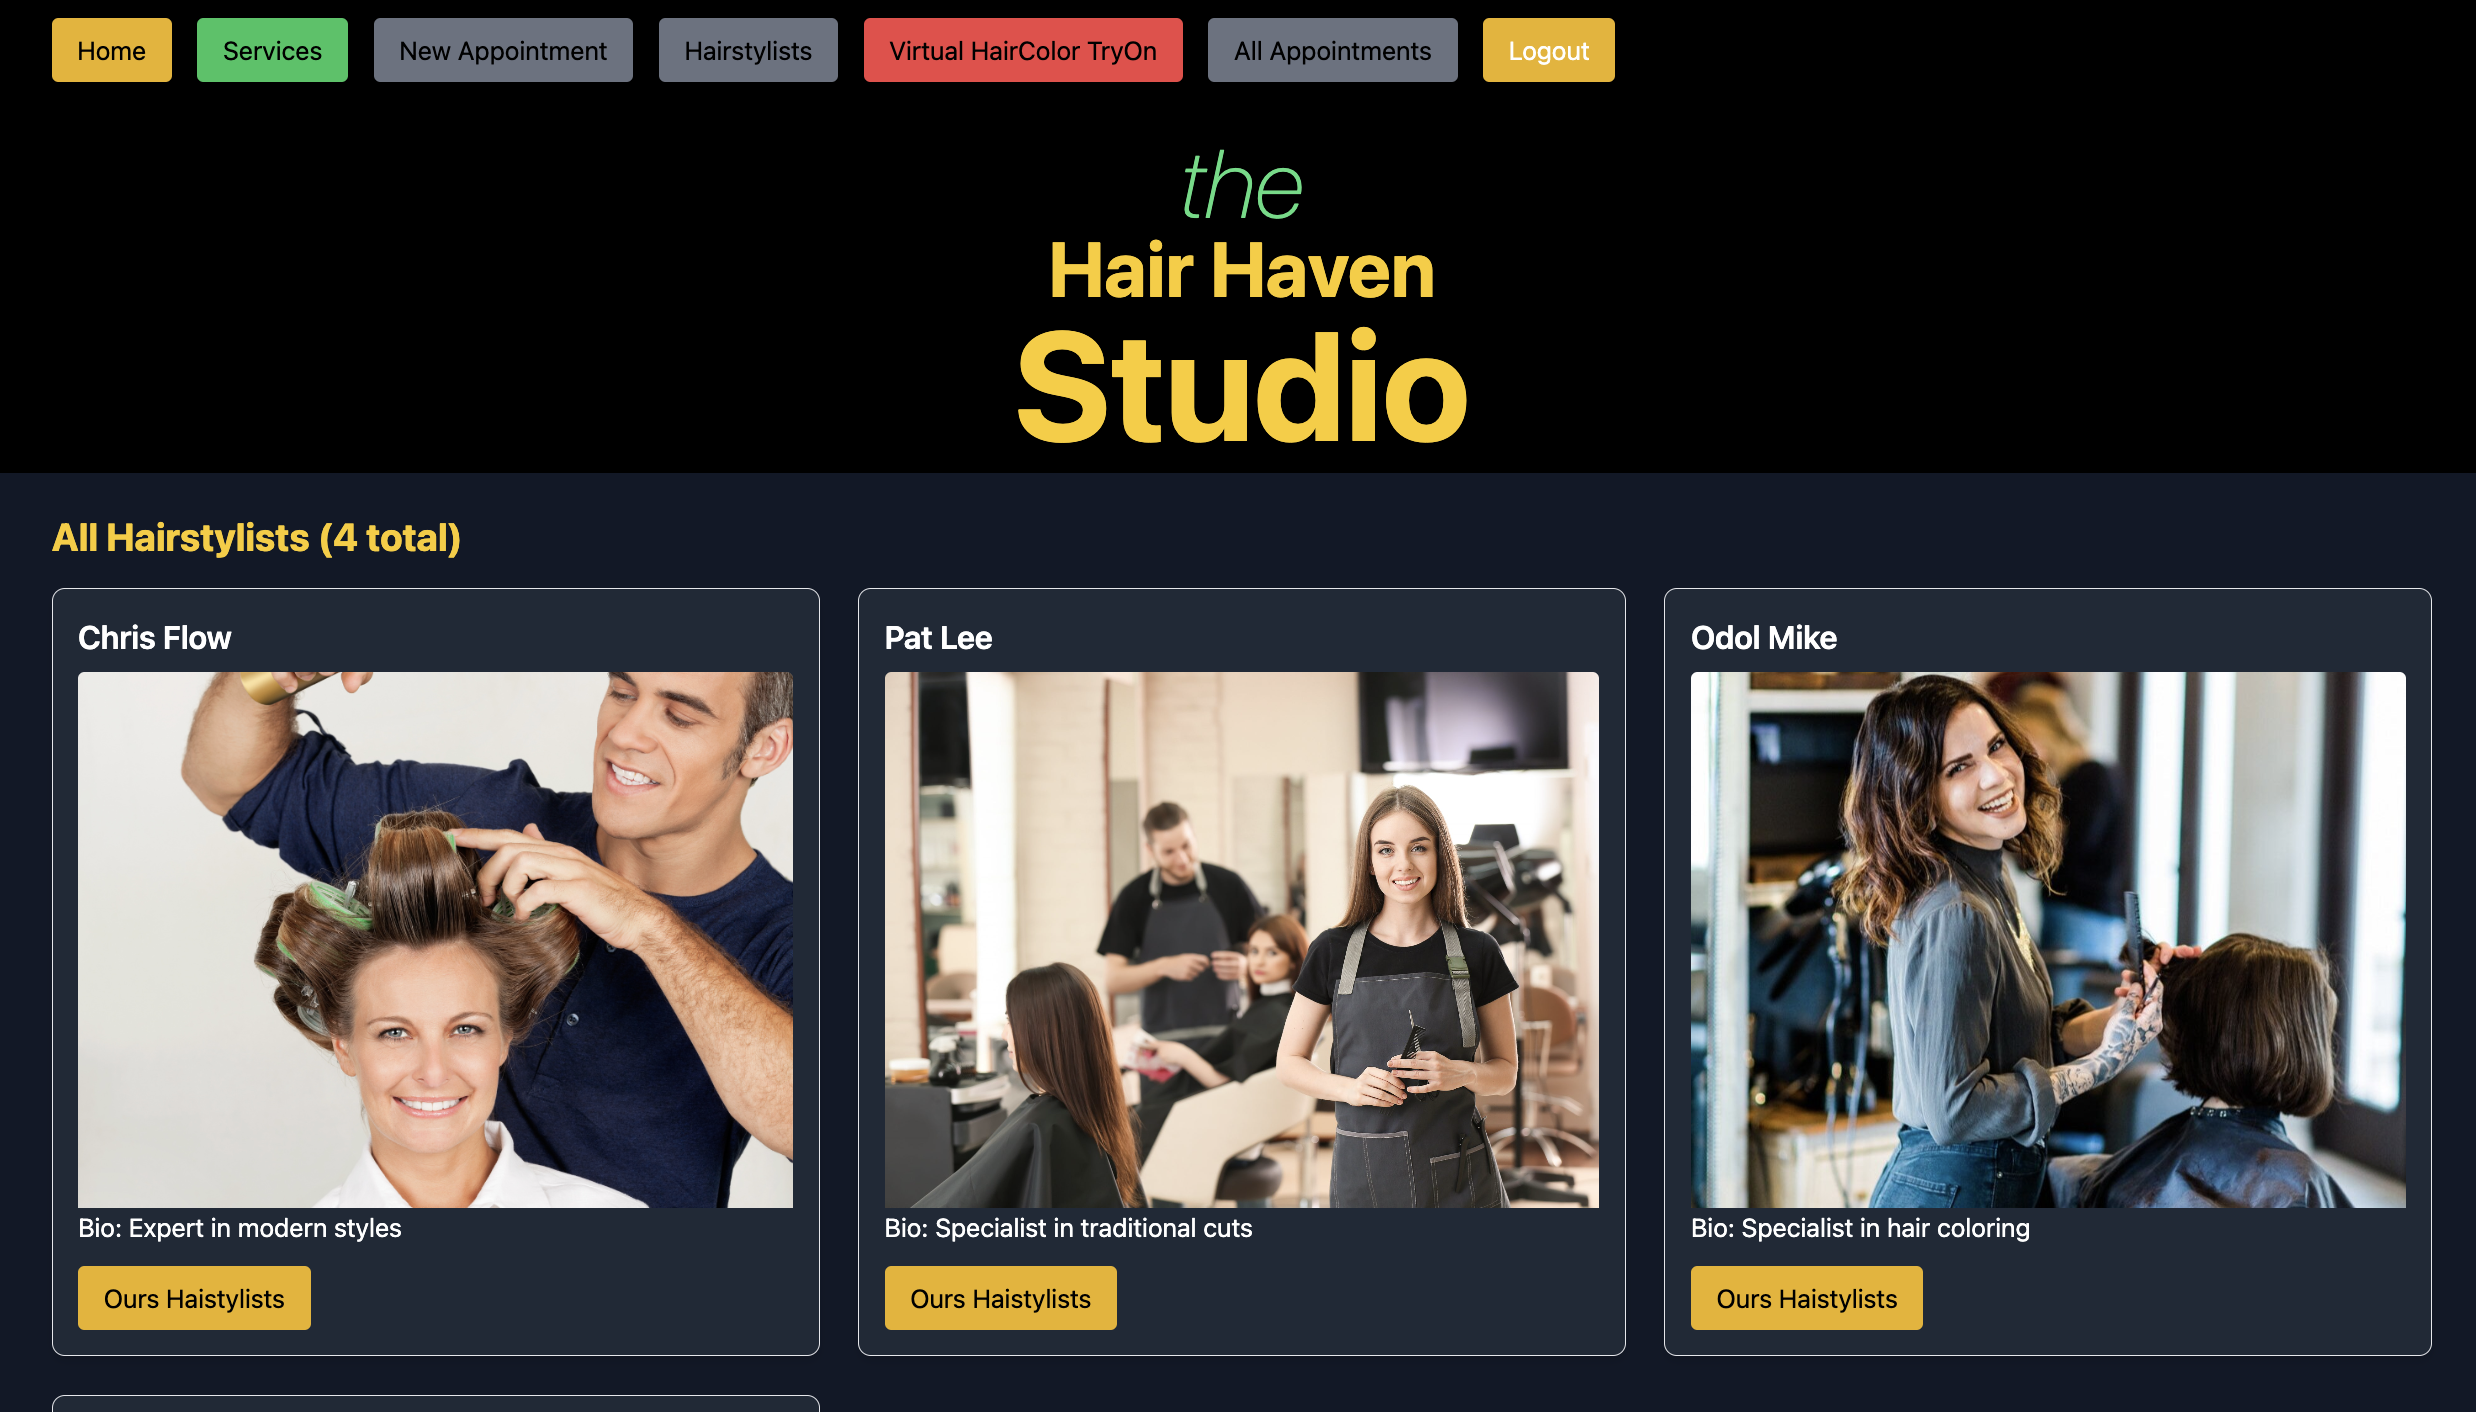 Home Services New Appointment Hairstylists Virtual HairColor TryOn All Appointments Logout
the
Hair Haven
Studio
All Hairstylists (4 total)
Chris Flow
Bio: Expert in modern styles
Ours Haistylists
Pat Lee
Bio: Specialist in traditional cuts
Ours Haistylists
Odol Mike
Bio: Specialist in hair coloring
Ours Haistylists